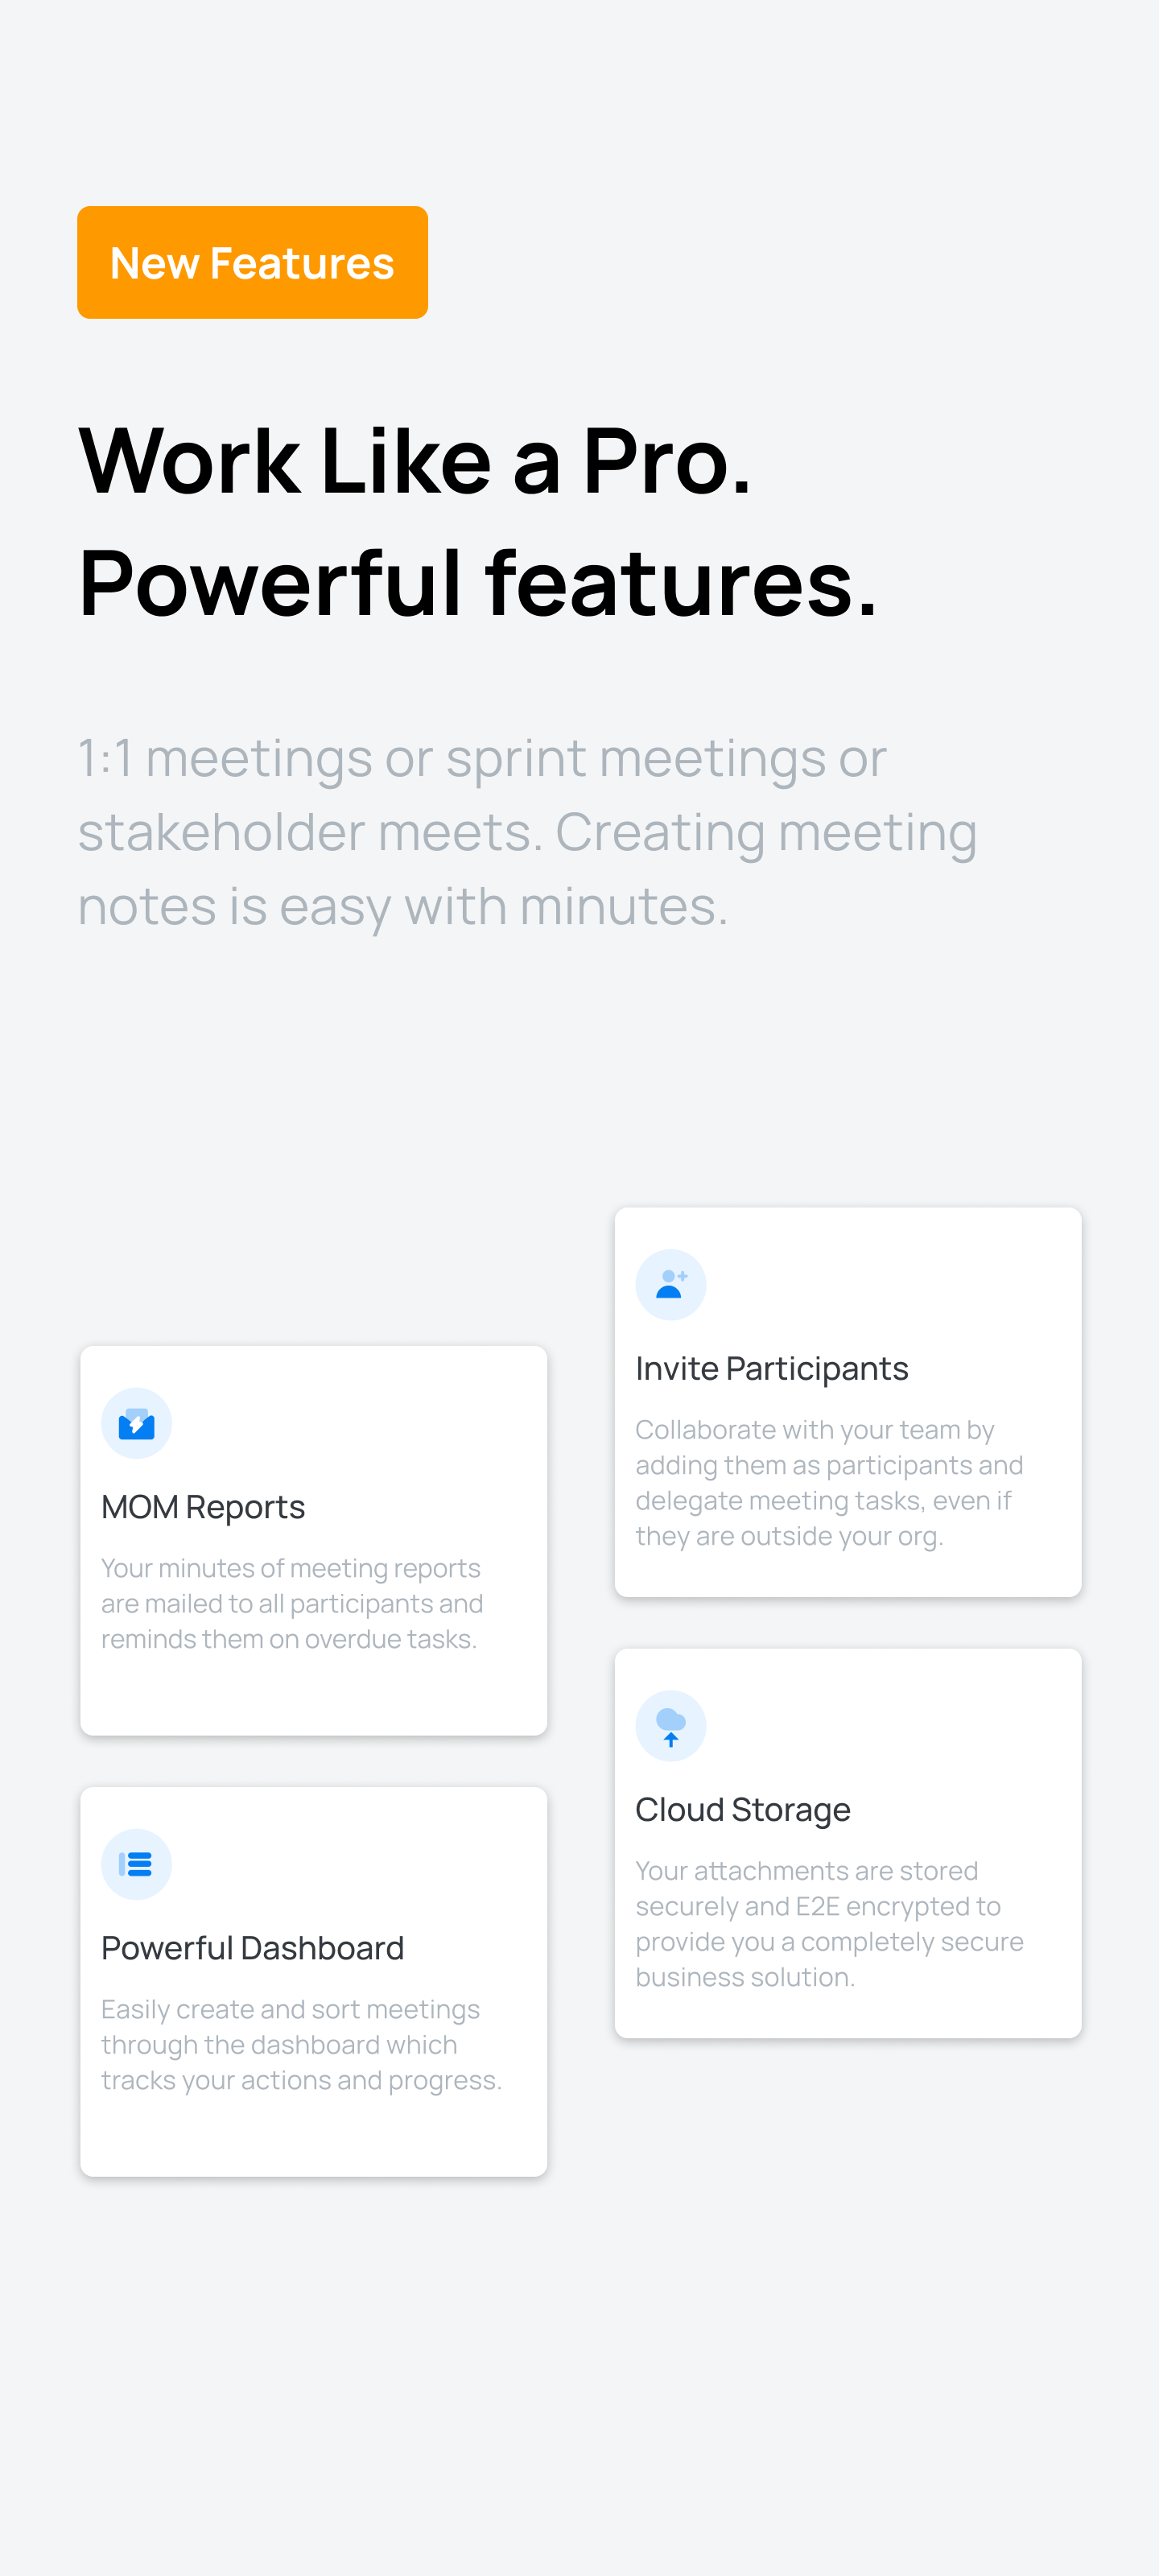 New Features
Work Like a Pro.
Powerful features.
1:1 meetings or sprint meetings or
stakeholder meets. Creating meeting
notes is easy with minutes.
MOM Reports
Your minutes of meeting reports
are mailed to all participants and
reminds them on overdue tasks.
Powerful Dashboard
Easily create and sort meetings
through the dashboard which
tracks your actions and progress.
Invite Participants
Collaborate with your team by
adding them as participants and
delegate meeting tasks, even if
they are outside your org.
Cloud Storage
Your attachments are stored
securely and E2E encrypted to
provide you a completely secure
business solution.